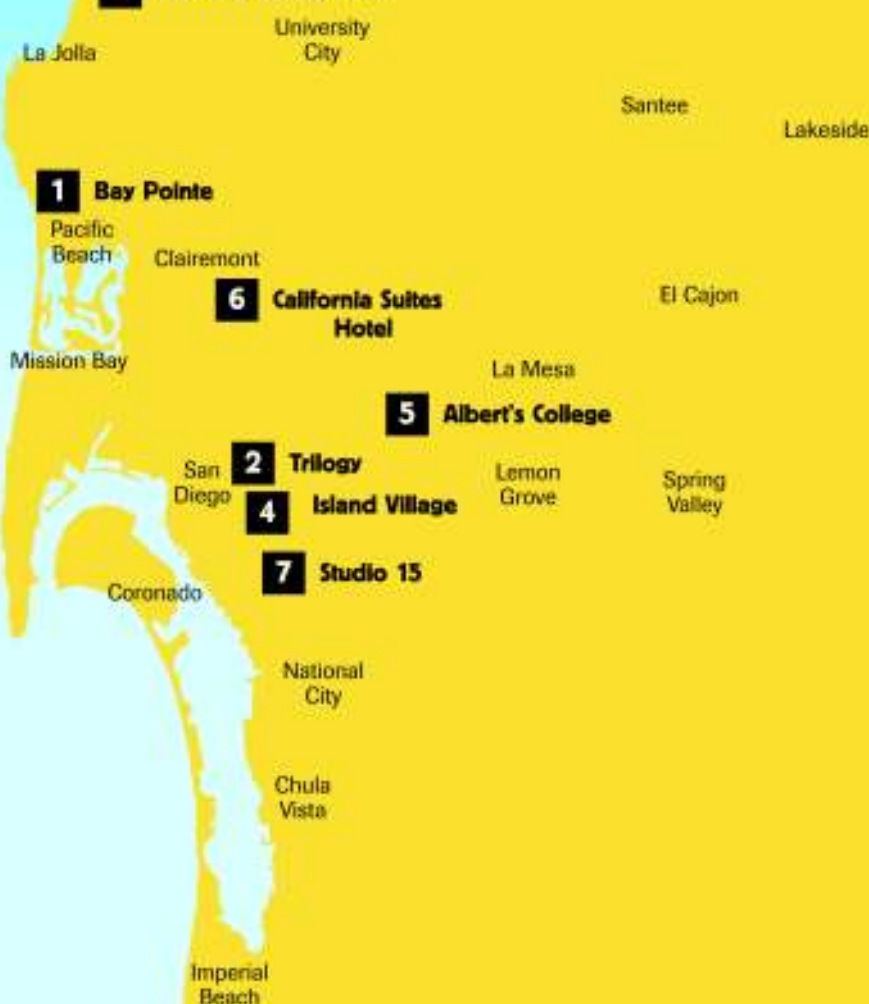 University
City
La Jolla
Santee
Lakeside
1 Bay Pointe
Pacific
Beach
Clairemont
6 California Suites
Hotel
El Cajon
Mission Bay
La Mesa
5 Albert's College
San
Diego
2 Trilogy
Lemon
Grove
Spring
Valley
4 Island Village
7 Studio 15
Coronado
National
City
Chula
Vista
Imperial
Beach